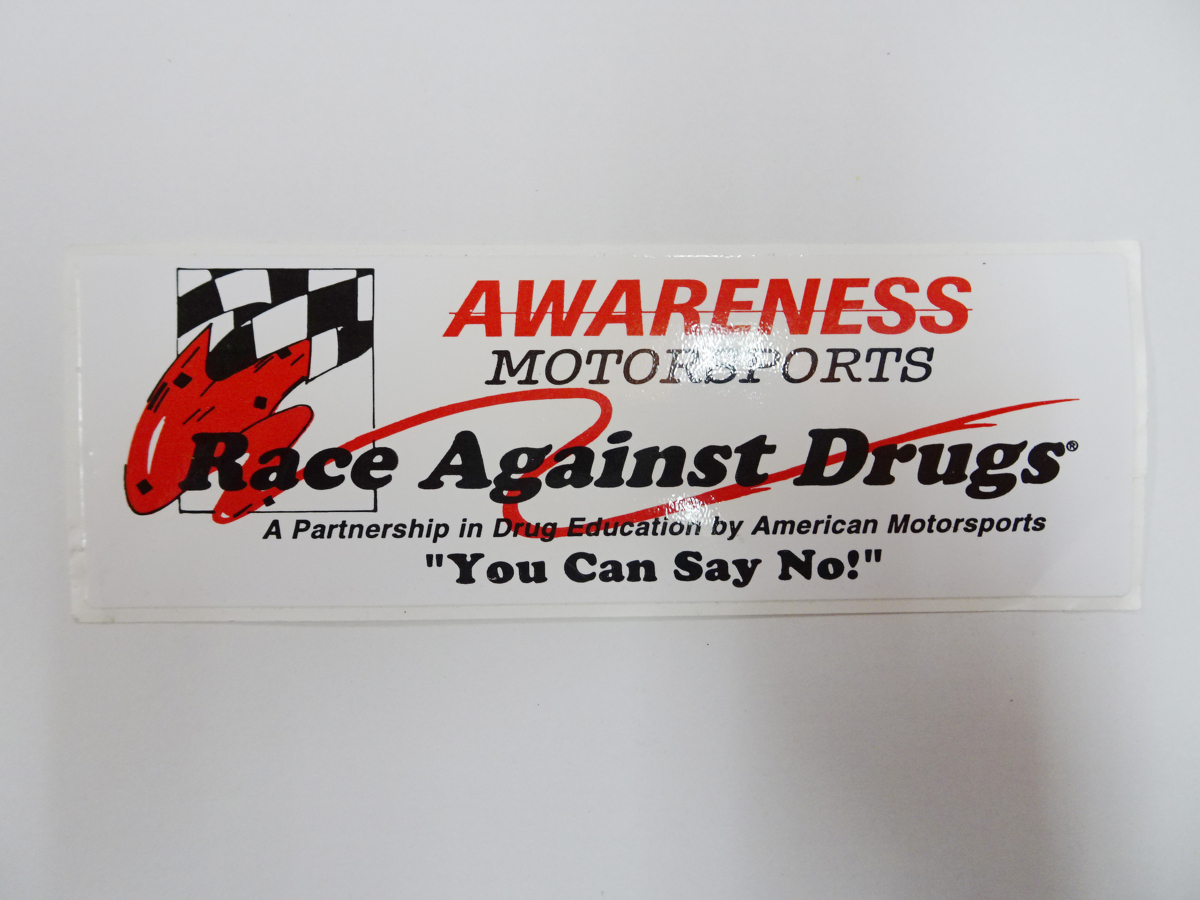 AWARENESS
MOTORSPORTS
Race Against Drugs®
A Partnership in Drug Education by American Motorsports
"You Can Say No!"